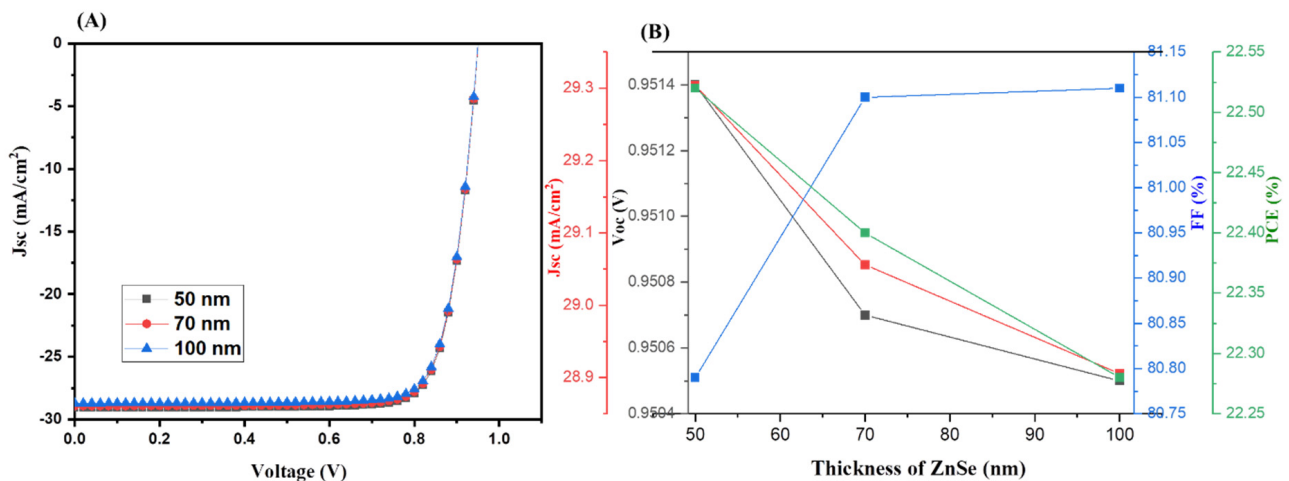 (A)
0
-5
-10
-15
-20
-25
-30
Jsc (mA/cm²)
50 nm
70 nm
100 nm
0.0 0.2 0.4 0.6 0.8 1.0
Voltage (V)
(B)
29.3
29.2
29.1
29.0
28.9
Jsc (mA/cm²)
Voc (V)
0.9514
0.9512
0.9510
0.9508
0.9506
0.9504
50 60 70 80 90 100
Thickness of ZnSe (nm)
81.15
81.10
81.05
81.00
80.95
80.90
80.85
80.80
80.75
FF (%)
22.55
22.50
22.45
22.40
22.35
22.30
22.25
PCE (%)